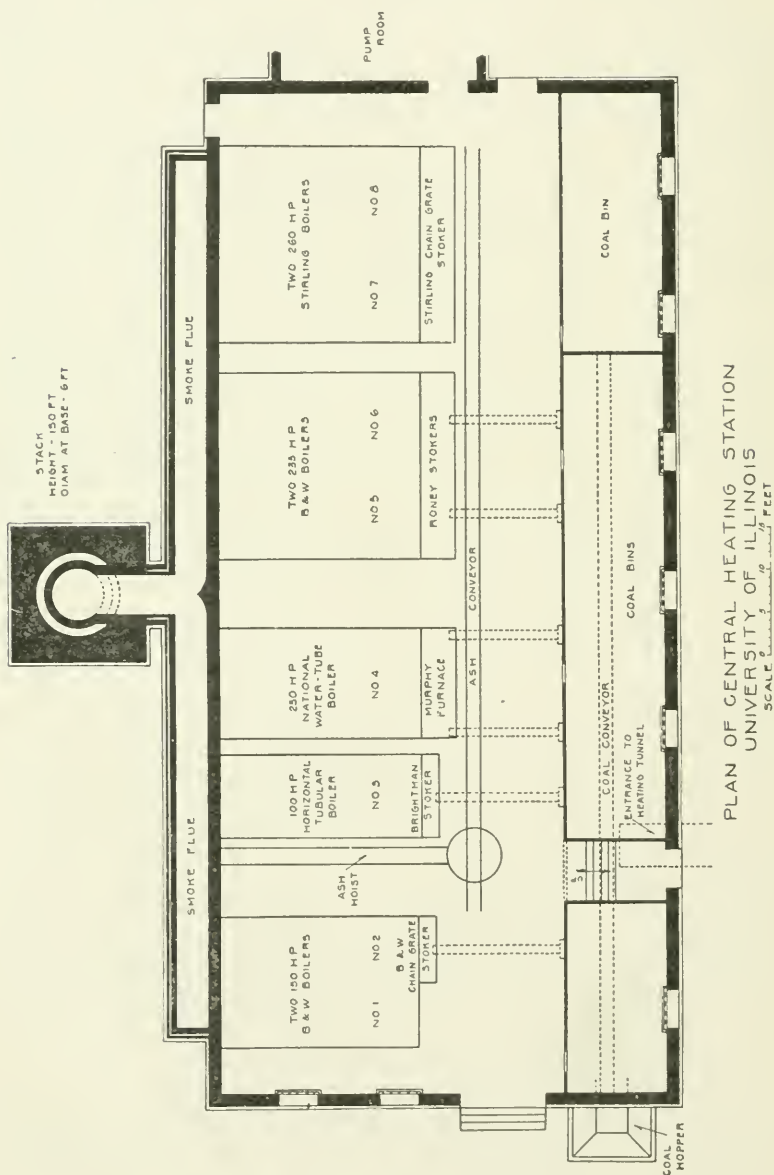 STACK
HEIGHT - 150 FT
DIAM AT BASE - 6 FT
SMOKE FLUE
SMOKE FLUE
PUMP
ROOM
TWO 150 HP
B & W BOILERS
NO. 1 NO. 2
B & W
CHAIN GRATE
STOKER
ASH
HOIST
100 HP
HORIZONTAL
TUBULAR
BOILER
NO. 3
BRIGHTMAN
STOKER
250 HP
NATIONAL
WATER-TUBE
BOILER
NO. 4
MURPHY
FURNACE
TWO 235 HP
B & W BOILERS
NO 5 NO. 6
RONEY STOKERS
TWO 260 HP
STIRLING BOILERS
NO 7 NO 8
STIRLING CHAIN GRATE
STOKER
ASH CONVEYOR
COAL CONVEYOR
COAL BINS
COAL BIN
ENTRANCE TO
HEATING TUNNEL
COAL
HOPPER
PLAN OF CENTRAL HEATING STATION
UNIVERSITY OF ILLINOIS
SCALE 0 5 10 15 FEET